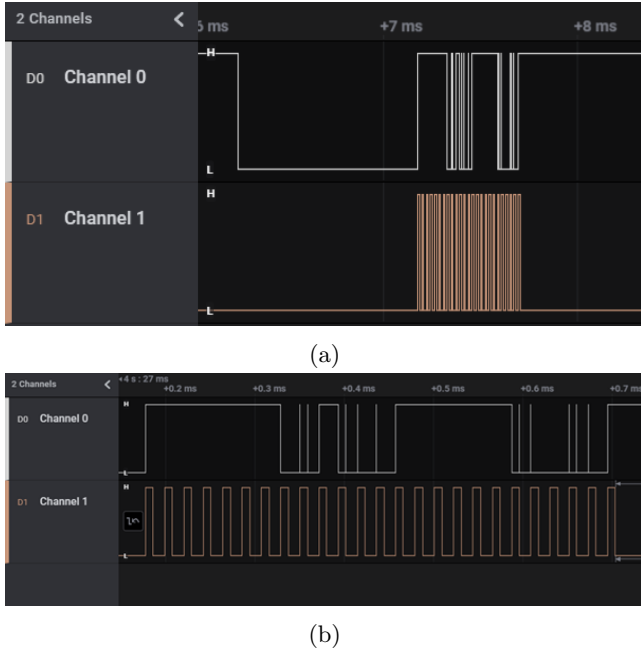 2 Channels
6 ms +7 ms +8 ms
D0 Channel 0
H
L
D1 Channel 1
H
L
(a)
2 Channels
4 s : 27 ms
+0.2 ms +0.3 ms +0.4 ms +0.5 ms +0.6 ms +0.7 m
D0 Channel 0
H
L
D1 Channel 1
H
L
(b)